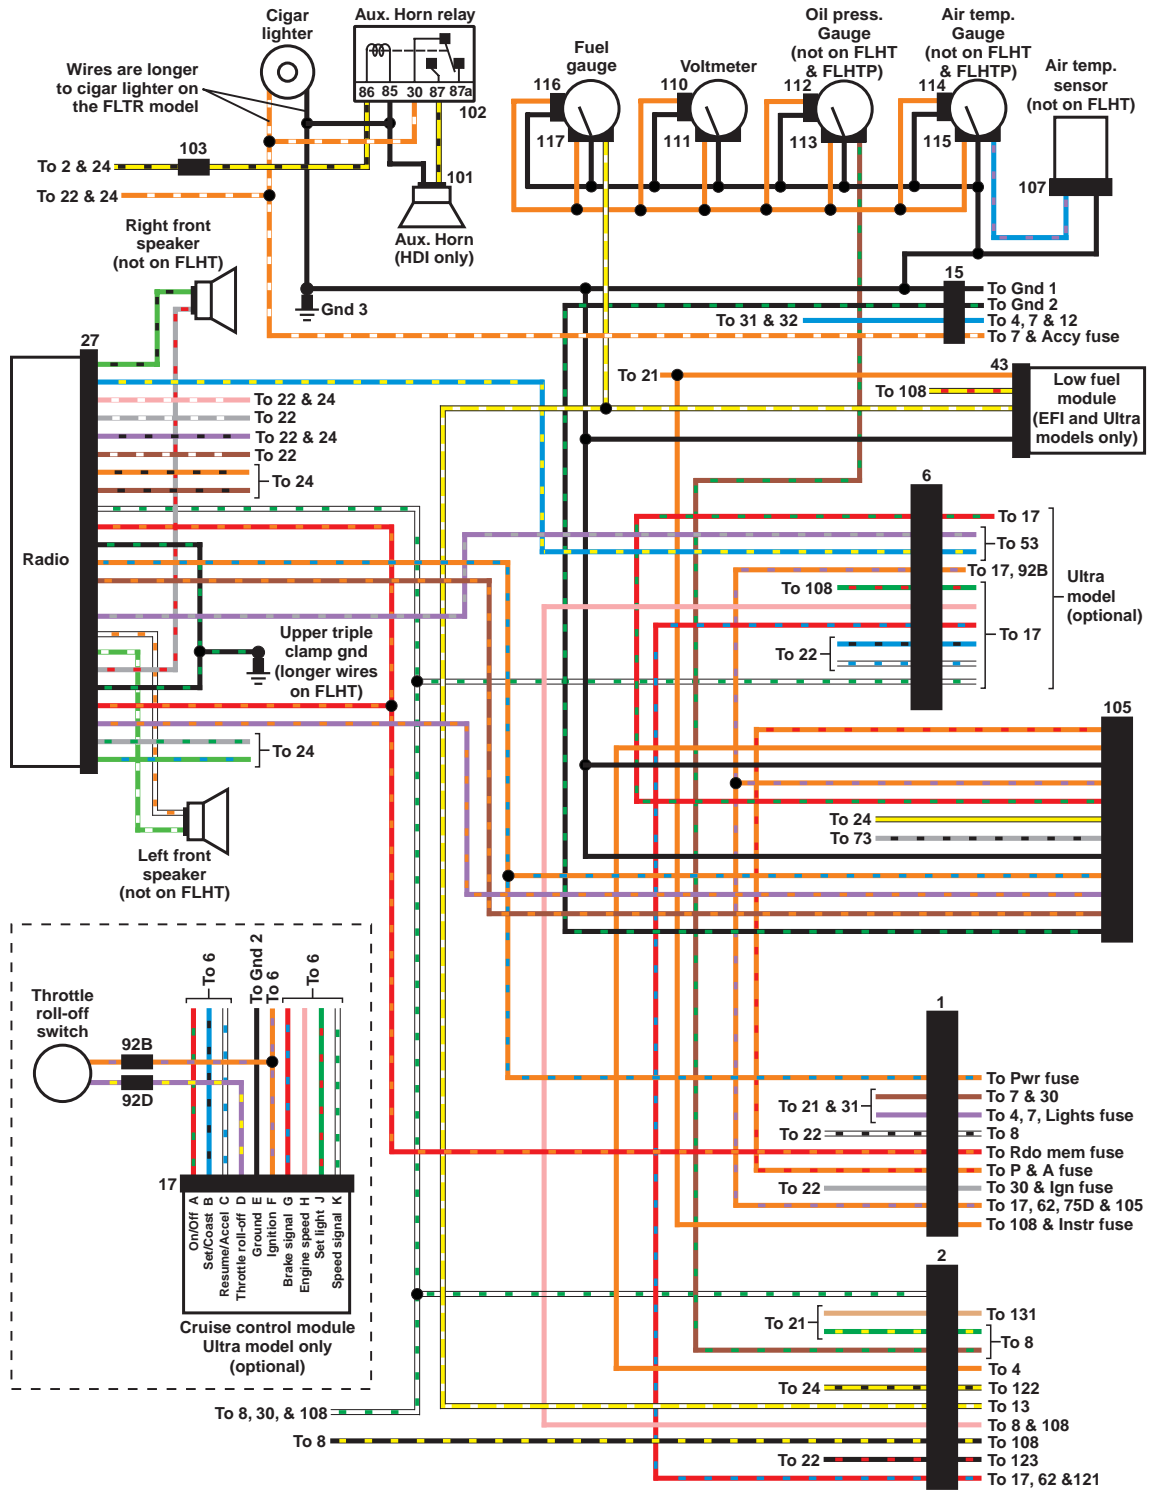 Cigar
lighter
Aux. Horn relay
86 85 30 87 87a
102
Wires are longer
to cigar lighter on
the FLTR model
103
To 2 & 24
To 22 & 24
101
Aux. Horn
(HDI only)
Fuel
gauge
116
117
Voltmeter
110
111
Oil press.
Gauge
(not on FLHT
& FLHTP)
112
113
Air temp.
Gauge
(not on FLHT
& FLHTP)
114
115
Air temp.
sensor
(not on FLHT)
107
Right front
speaker
(not on FLHT)
Gnd 3
15
To Gnd 1
To Gnd 2
To 31 & 32
To 4, 7 & 12
To 7 & Accy fuse
27
Radio
To 22 & 24
To 22
To 22 & 24
To 22
To 24
To 21
To 108
43
Low fuel
module
(EFI and Ultra
models only)
6
To 17
To 53
To 17, 92B
To 108
To 17
To 22
Ultra
model
(optional)
Upper triple
clamp gnd
(longer wires
on FLHT)
To 24
105
To 24
To 73
Left front
speaker
(not on FLHT)
Throttle
roll-off
switch
92B
92D
To 6
To Gnd 2
To 6
To 6
17
On/Off A
Set/Coast B
Resume/Accel C
Throttle roll-off D
Ground E
Ignition F
Brake signal G
Engine speed H
Set light J
Speed signal K
Cruise control module
Ultra model only
(optional)
1
To Pwr fuse
To 7 & 30
To 21 & 31
To 4, 7, Lights fuse
To 22
To 8
To Rdo mem fuse
To P & A fuse
To 22
To 30 & Ign fuse
To 17, 62, 75D & 105
To 108 & Instr fuse
2
To 131
To 21
To 8
To 4
To 24
To 122
To 13
To 8, 30, & 108
To 8 & 108
To 8
To 108
To 22
To 123
To 17, 62 &121